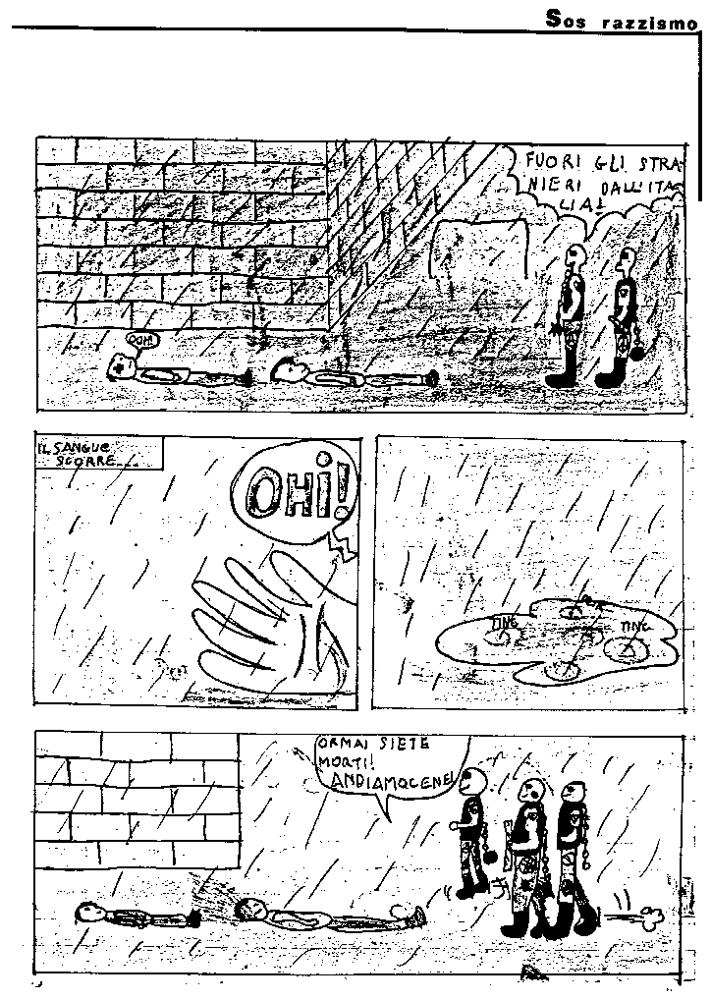 Sos razzismo
FUORI GLI STRA
NIERI DALL'ITA
LIA!
OOH!
IL SANGUE
SCORRE...
OHi!
TING
TING
ORMAI SIETE
MORTI!
ANDIAMOCENE!